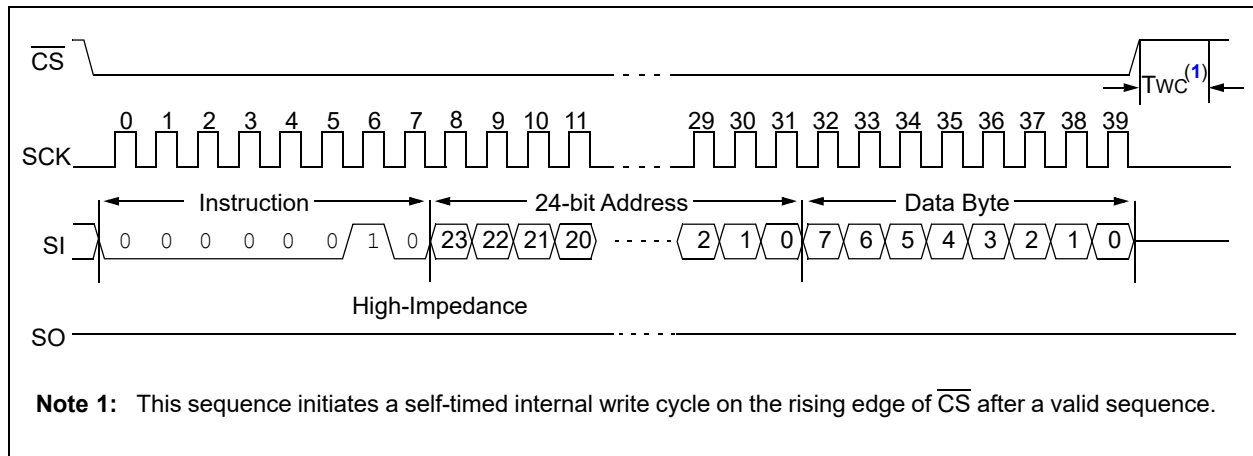 CS
TWC(1)
0 1 2 3 4 5 6 7 8 9 10 11 29 30 31 32 33 34 35 36 37 38 39
SCK
Instruction 24-bit Address Data Byte
SI 0 0 0 0 0 0 1 0 23 22 21 20 2 1 0 7 6 5 4 3 2 1 0
High-Impedance
SO
Note 1: This sequence initiates a self-timed internal write cycle on the rising edge of CS after a valid sequence.